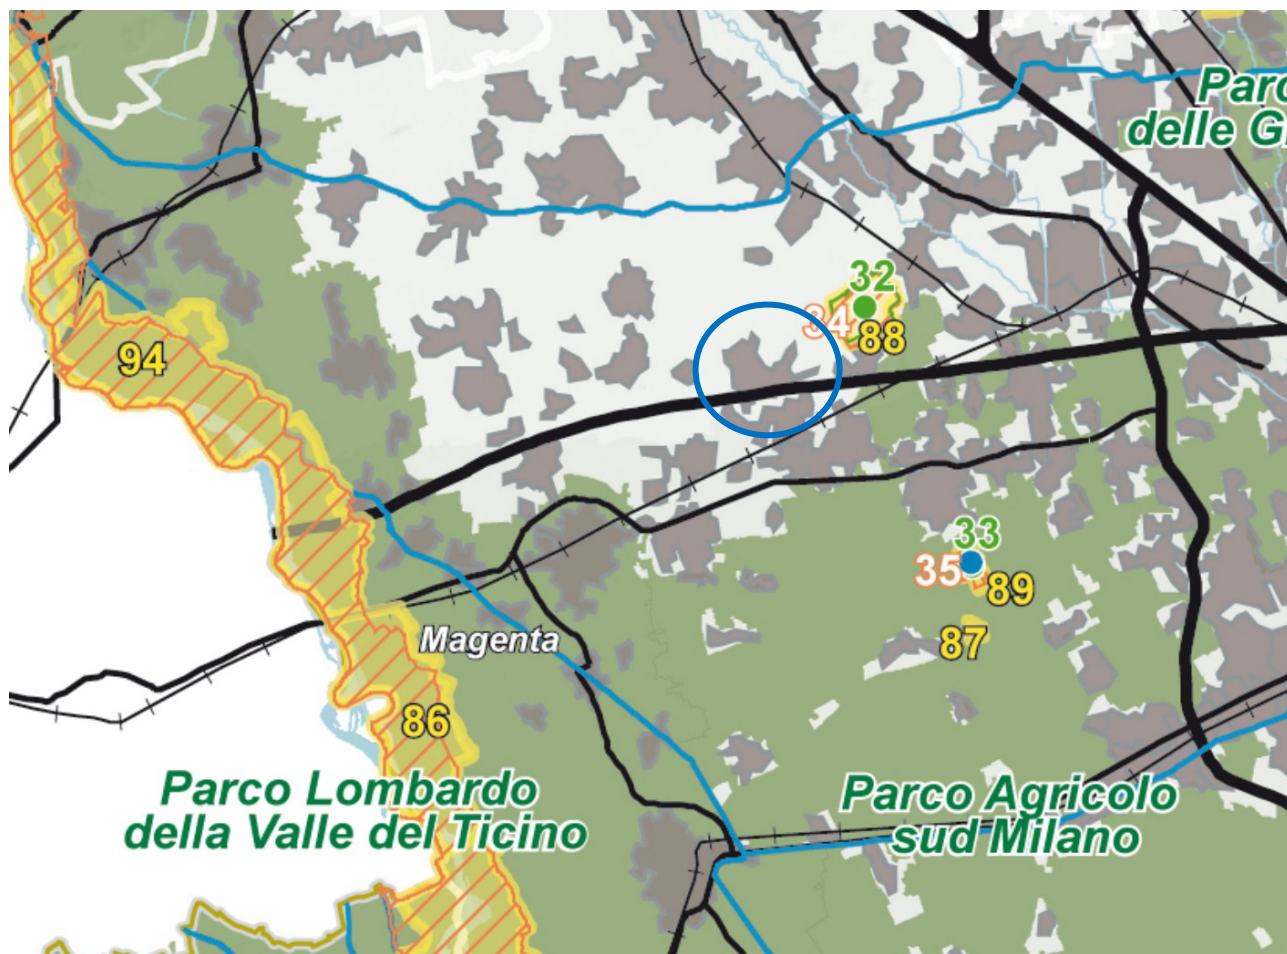 Parc
delle G
32
34
88
94
33
35
89
87
Magenta
86
Parco Lombardo
della Valle del Ticino
Parco Agricolo
sud Milano